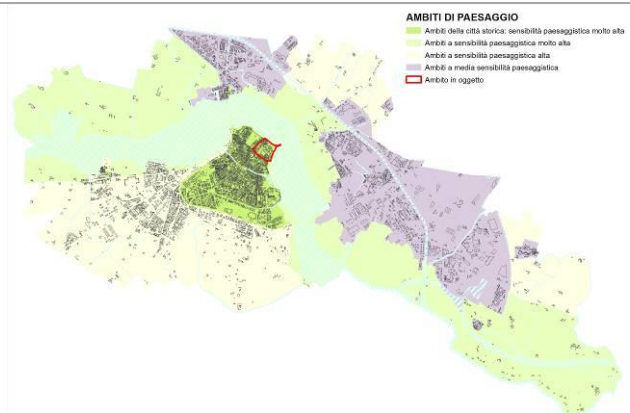 AMBITI DI PAESAGGIO
Ambiti della città storica: sensibilità paesaggistica molto alta
Ambiti a sensibilità paesaggistica molto alta
Ambiti a sensibilità paesaggistica alta
Ambiti a media sensibilità paesaggistica
Ambito in oggetto